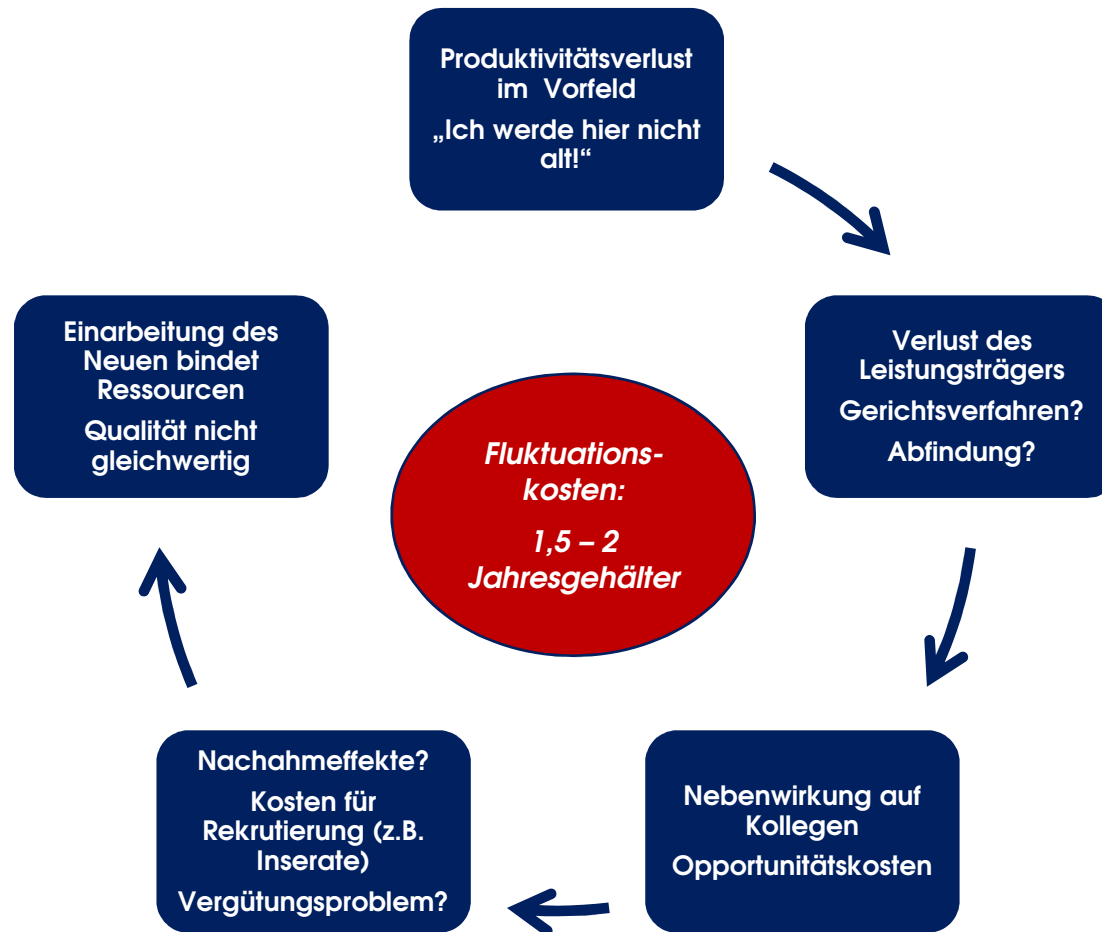 Produktivitätsverlust
im Vorfeld
„Ich werde hier nicht
alt!“
Verlust des
Leistungsträgers
Gerichtsverfahren?
Abfindung?
Nebenwirkung auf
Kollegen
Opportunitätskosten
Nachahmeffekte?
Kosten für
Rekrutierung (z.B.
Inserate)
Vergütungsproblem?
Einarbeitung des
Neuen bindet
Ressourcen
Qualität nicht
gleichwertig
Fluktuations-
kosten:
1,5 – 2
Jahresgehälter